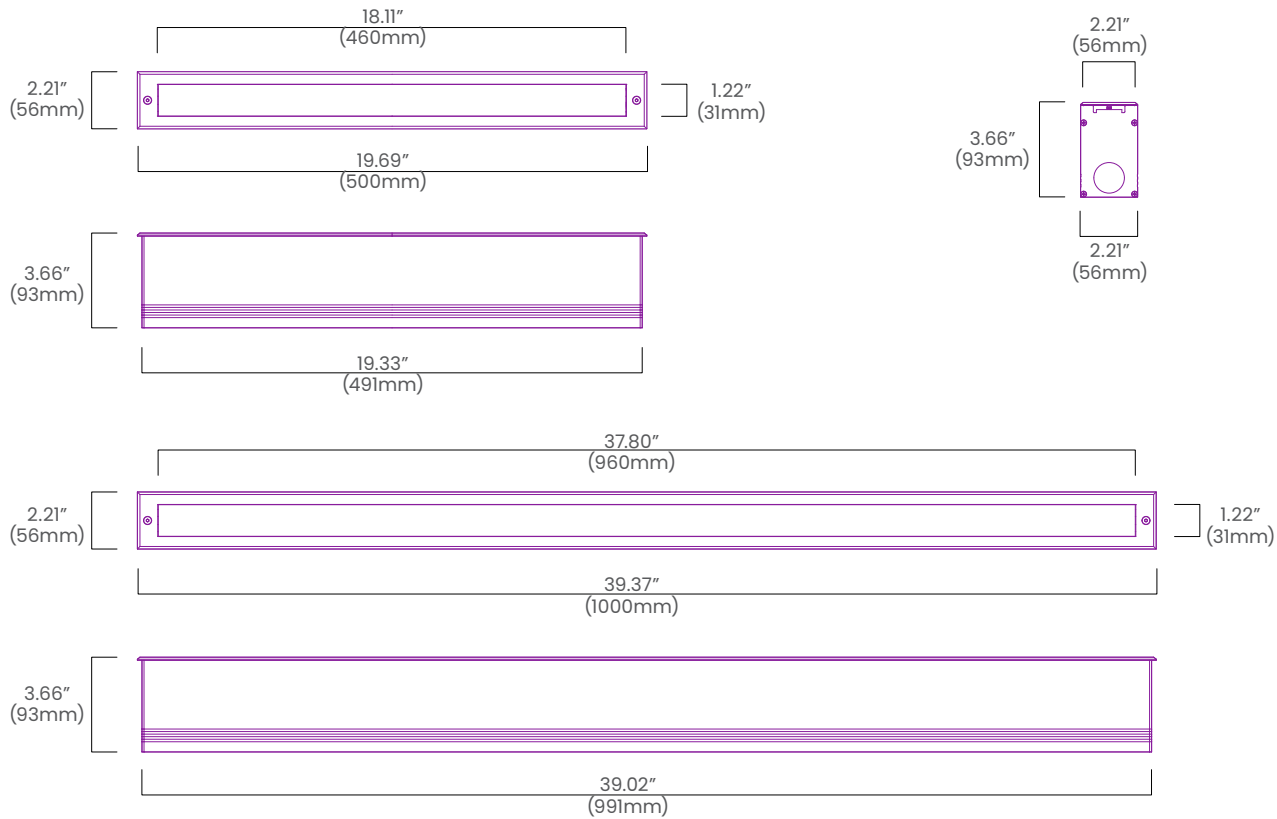 18.11”
(460mm)
2.21”
(56mm)
1.22”
(31mm)
19.69”
(500mm)
2.21”
(56mm)
3.66”
(93mm)
2.21”
(56mm)
3.66”
(93mm)
19.33”
(491mm)
37.80”
(960mm)
2.21”
(56mm)
1.22”
(31mm)
39.37”
(1000mm)
3.66”
(93mm)
39.02”
(991mm)